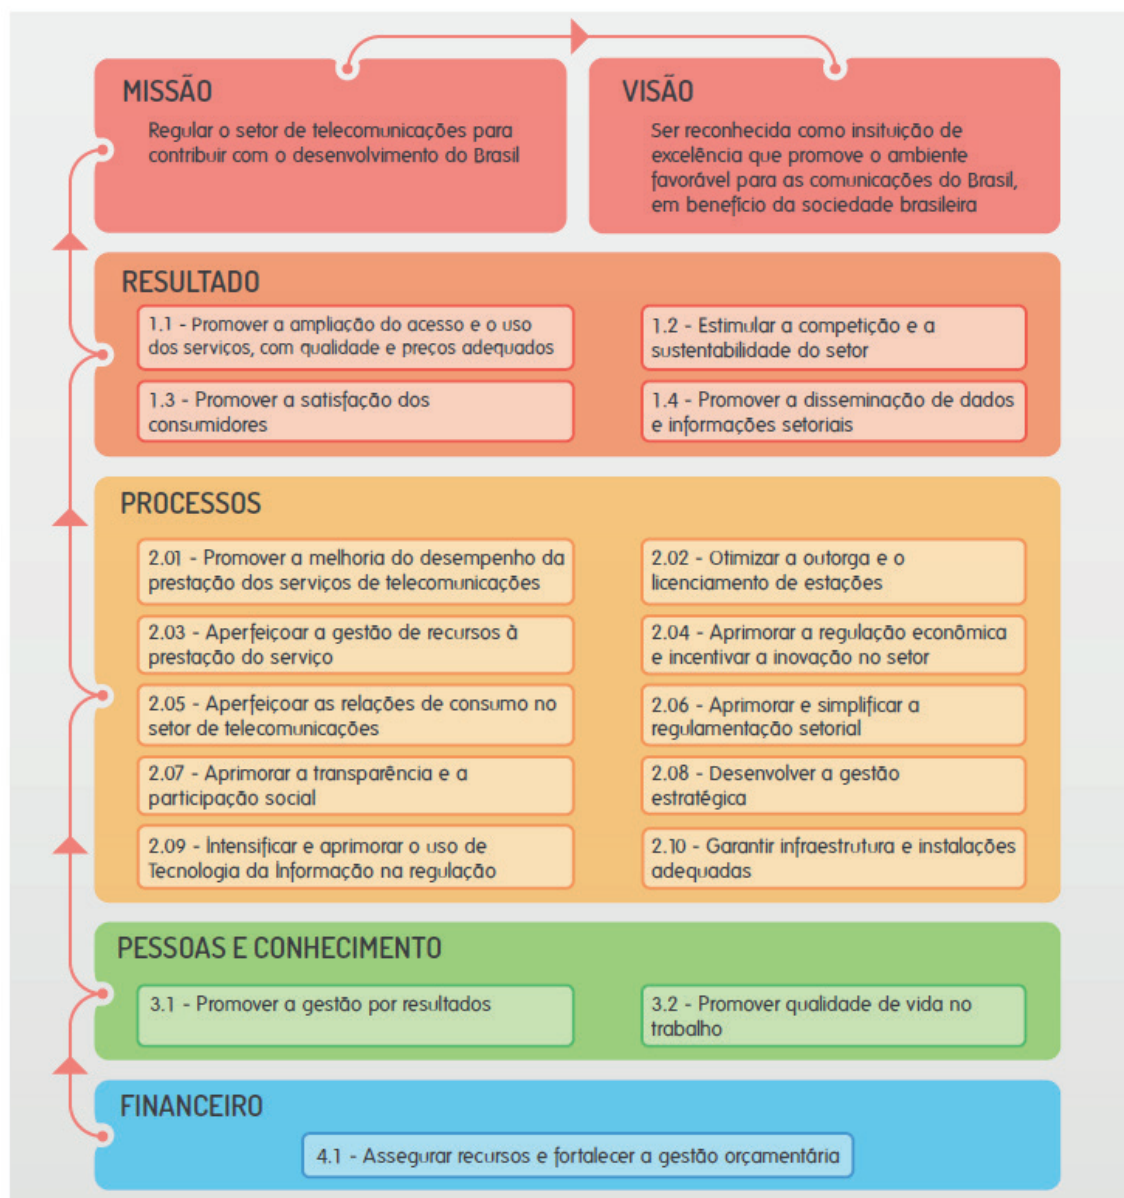 MISSÃO
Regular o setor de telecomunicações para
contribuir com o desenvolvimento do Brasil
VISÃO
Ser reconhecida como insituição de
excelência que promove o ambiente
favorável para as comunicações do Brasil,
em benefício da sociedade brasileira
RESULTADO
1.1 - Promover a ampliação do acesso e o uso
dos serviços, com qualidade e preços adequados
1.2 - Estimular a competição e a
sustentabilidade do setor
1.3 - Promover a satisfação dos
consumidores
1.4 - Promover a disseminação de dados
e informações setoriais
PROCESSOS
2.01 - Promover a melhoria do desempenho da
prestação dos serviços de telecomunicações
2.02 - Otimizar a outorga e o
licenciamento de estações
2.03 - Aperfeiçoar a gestão de recursos à
prestação do serviço
2.04 - Aprimorar a regulação econômica
e incentivar a inovação no setor
2.05 - Aperfeiçoar as relações de consumo no
setor de telecomunicações
2.06 - Aprimorar e simplificar a
regulamentação setorial
2.07 - Aprimorar a transparência e a
participação social
2.08 - Desenvolver a gestão
estratégica
2.09 - Intensificar e aprimorar o uso de
Tecnologia da Informação na regulação
2.10 - Garantir infraestrutura e instalações
adequadas
PESSOAS E CONHECIMENTO
3.1 - Promover a gestão por resultados
3.2 - Promover qualidade de vida no
trabalho
FINANCEIRO
4.1 - Assegurar recursos e fortalecer a gestão orçamentária